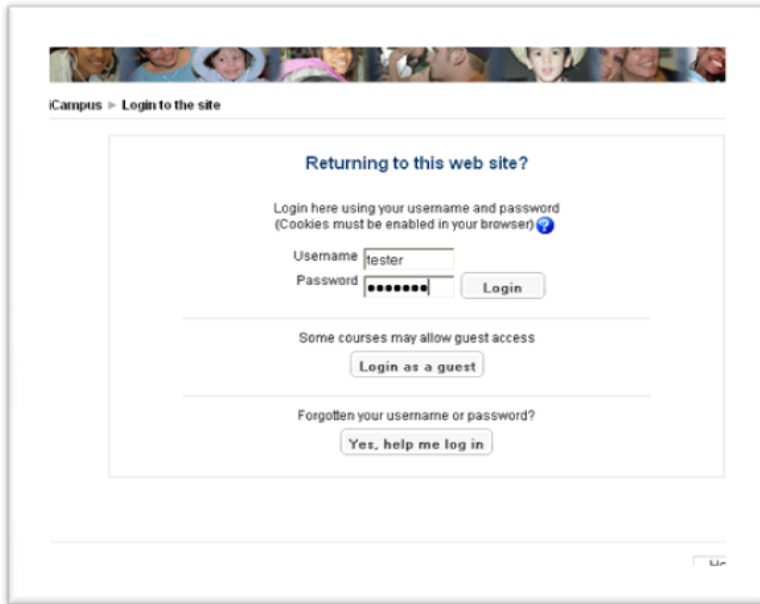 iCampus ► Login to the site
Returning to this web site?
Login here using your username and password
(Cookies must be enabled in your browser) ?
Username tester
Password ●●●●●●●
Login
Some courses may allow guest access
Login as a guest
Forgotten your username or password?
Yes, help me log in